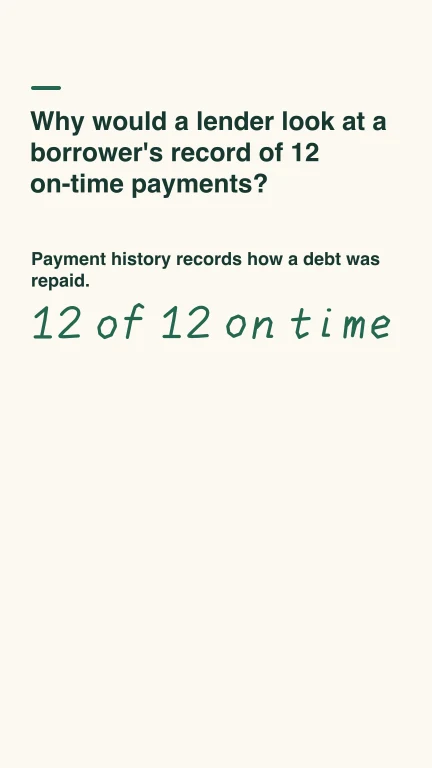 Why would a lender look at a
borrower's record of 12
on-time payments?
Payment history records how a debt was
repaid.
12 of 12 on time